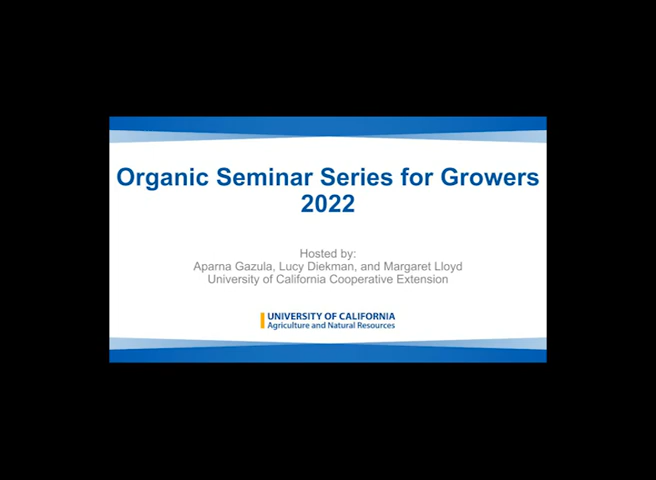 Organic Seminar Series for Growers
2022
Hosted by:
Aparna Gazula, Lucy Diekman, and Margaret Lloyd
University of California Cooperative Extension
UNIVERSITY OF CALIFORNIA
Agriculture and Natural Resources